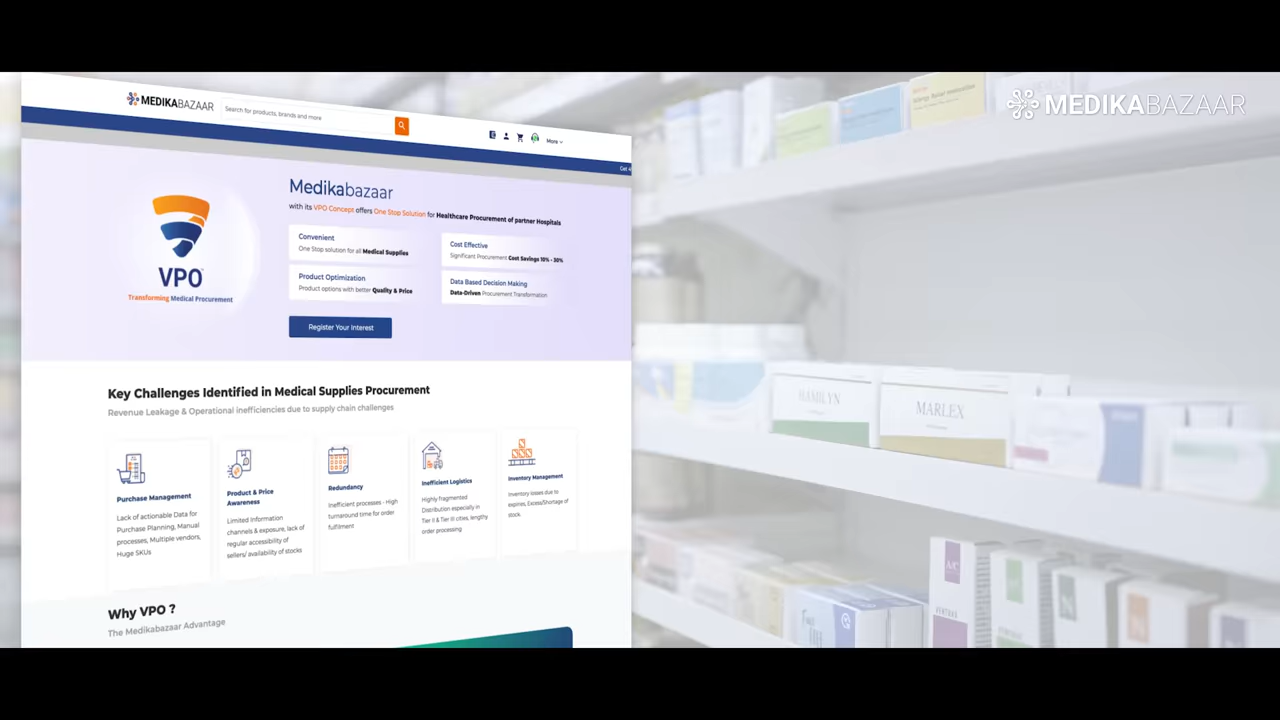 MEDIKABAZAAR
Search for products, brands and more
More
MEDIKABAZAAR
Medikabazaar
with its VPO Concept offers One Stop Solution for Healthcare Procurement of partner Hospitals
VPO
Transforming Medical Procurement
Convenient
One Stop solution for all Medical Supplies
Cost Effective
Significant Procurement Cost Savings 10% - 30%
Product Optimization
Product options with better Quality & Price
Data Based Decision Making
Data-Driven Procurement Transformation
Register Your Interest
Key Challenges Identified in Medical Supplies Procurement
Revenue Leakage & Operational inefficiencies due to supply chain challenges
Purchase Management
Lack of actionable Data for
Purchase Planning, Manual
processes, Multiple vendors,
Huge SKUs
Product & Price
Awareness
Limited Information
channels & exposure, lack of
regular accessibility of
sellers/ availability of stocks
Redundancy
Inefficient processes - High
turnaround time for order
fulfilment
Inefficient Logistics
Highly fragmented
Distribution especially in
Tier II & Tier III cities, lengthy
order processing
Inventory Management
Inventory losses due to
expiries, Excess/Shortage of
stock.
Why VPO ?
The Medikabazaar Advantage
HAMILYN
MARLEX
A/C
N